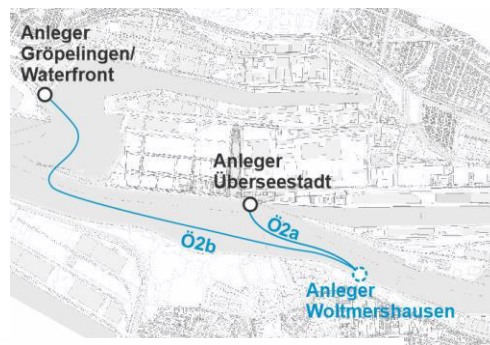 Anleger
Gröpelingen/
Waterfront
Anleger
Überseestadt
Ö2a
Ö2b
Anleger
Woltmershausen